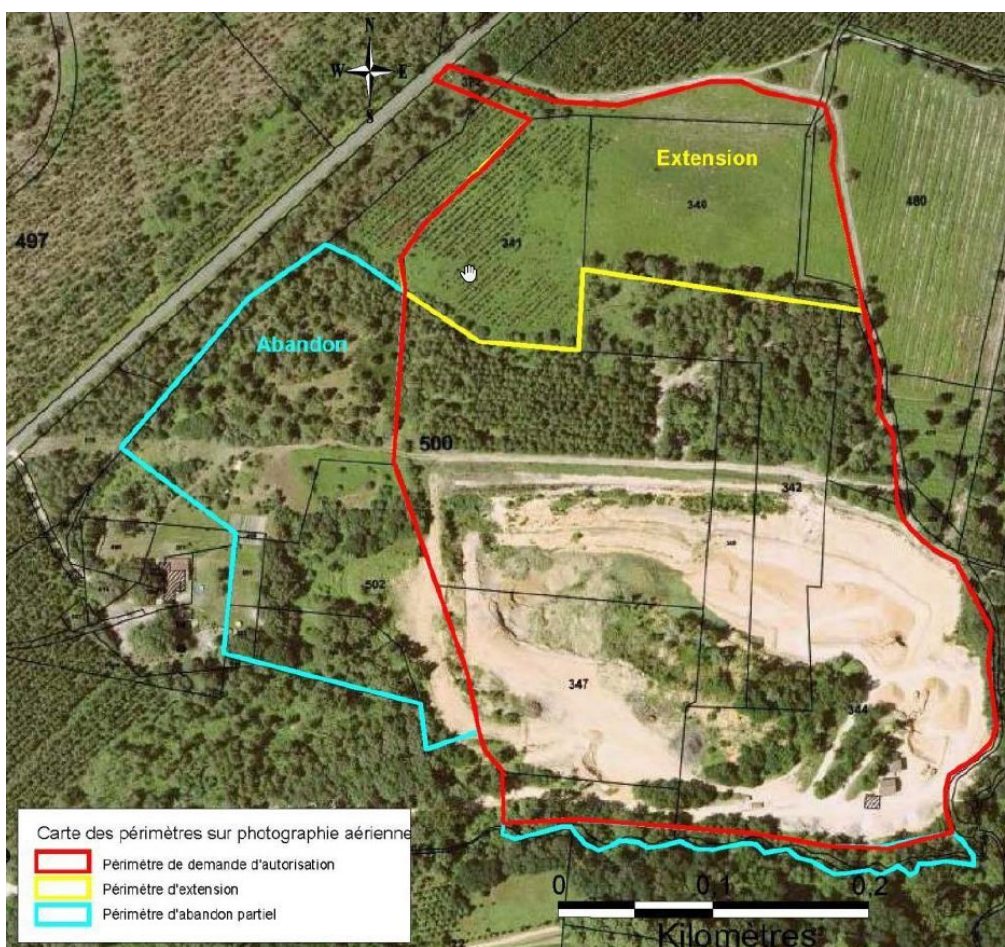 N
W E
S
Extension
340
480
341
497
Abandon
500
342
502
347
344
Carte des périmètres sur photographie aérienne
Périmètre de demande d'autorisation
Périmètre d'extension
Périmètre d'abandon partiel
0 0,1 0,2
Kilomètres